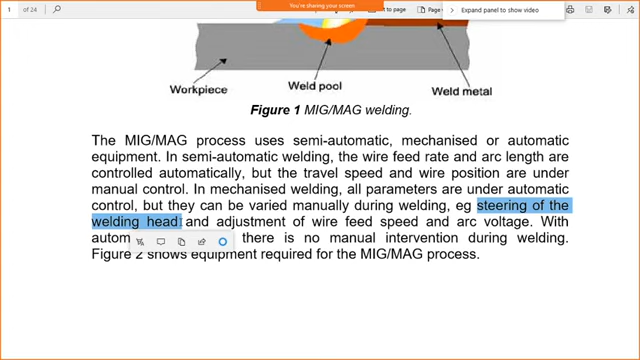 You're sharing your screen
1 of 24
to page
Page
Expand panel to show video
Workpiece
Weld pool
Weld metal
Figure 1 MIG/MAG welding.
The MIG/MAG process uses semi-automatic, mechanised or automatic
equipment. In semi-automatic welding, the wire feed rate and arc length are
controlled automatically, but the travel speed and wire position are under
manual control. In mechanised welding, all parameters are under automatic
control, but they can be varied manually during welding, eg steering of the
welding head and adjustment of wire feed speed and arc voltage. With
autom there is no manual intervention during welding.
Figure 2 shows equipment required for the MIG/MAG process.